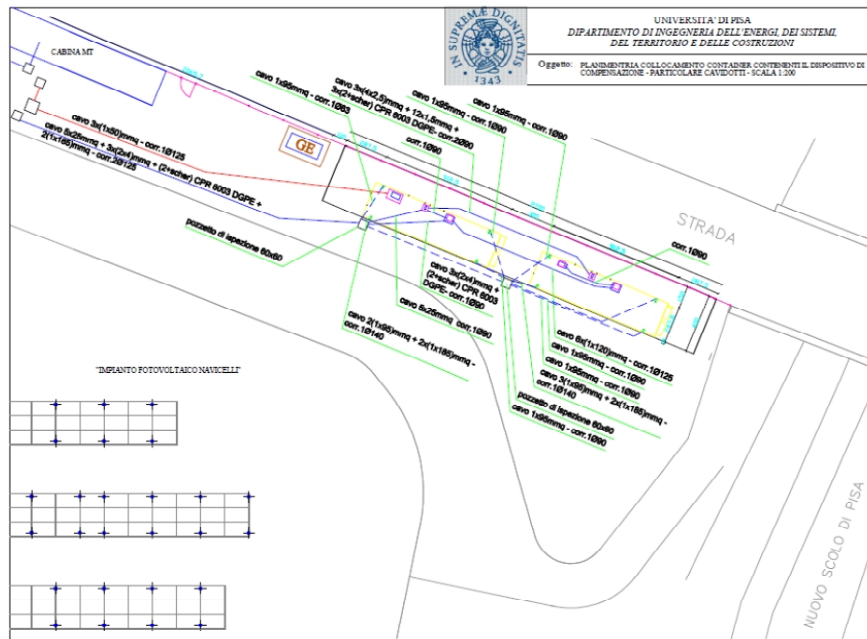 UNIVERSITA' DI PISA
DIPARTIMENTO DI INGEGNERIA DELL'ENERGI, DEI SISTEMI,
DEL TERRITORIO E DELLE COSTRUZIONI
Oggetto: PLANIMENTRIA COLLOCAMENTO CONTAINER CONTENENTI IL DISPOSITIVO DI
COMPENSAZIONE - PARTICOLARE CAVIDOTTI - SCALA 1:200
IN SUPREMÆ DIGNITATIS
1343
CABINA MT
cavo 1x95mmq - corr.1Ø63
cavo 3x(4x2,5)mmq + 12x1,5mmq +
3x(2+scher) CPR 6003 DGPE- corr.2Ø90
corr.1Ø90
cavo 1x95mmq - corr.1Ø90
cavo 1x95mmq - corr.1Ø90
cavo 3x(1x50)mmq - corr.1Ø125
cavo 5x25mmq + 3x(2x4)mmq + (2+scher) CPR 6003 DGPE +
2(1x185)mmq - corr.2Ø125
GE
STRADA
corr.1Ø90
pozzetto di ispezione 60x60
cavo 3x(2x4)mmq +
(2+scher) CPR 6003
DGPE- corr.1Ø90
cavo 5x25mmq corr.1Ø90
cavo 2(1x95)mmq + 2x(1x185)mmq -
corr.1Ø140
cavo 6x(1x120)mmq - corr.1Ø125
cavo 1x95mmq - corr.1Ø90
cavo 1x95mmq - corr.1Ø90
cavo 3(1x95)mmq + 2x(1x185)mmq -
corr.1Ø140
pozzetto di ispezione 60x60
cavo 1x95mmq - corr.1Ø90
"IMPIANTO FOTOVOLTAICO NAVICELLI"
NUOVO SCOLO DI PISA